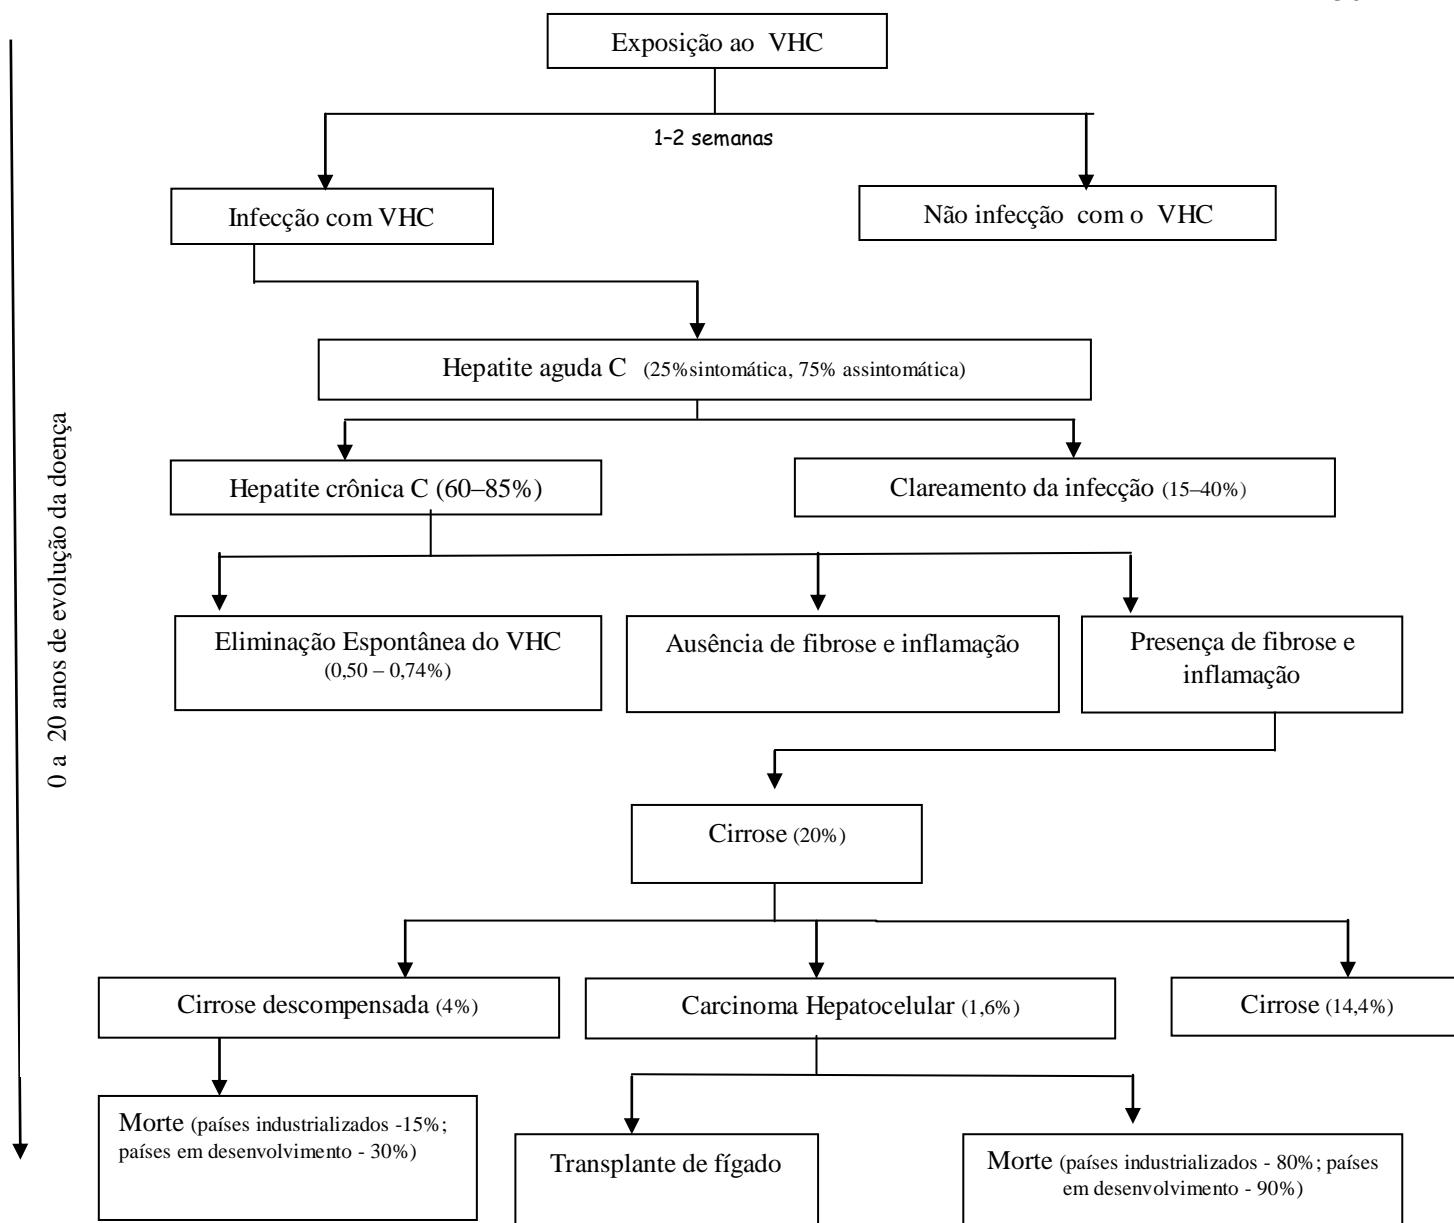 Exposição ao VHC
1-2 semanas
Infecção com VHC
Não infecção com o VHC
Hepatite aguda C (25%sintomática, 75% assintomática)
Hepatite crônica C (60–85%)
Clareamento da infecção (15–40%)
0 a 20 anos de evolução da doença
Eliminação Espontânea do VHC
(0,50 – 0,74%)
Ausência de fibrose e inflamação
Presença de fibrose e
inflamação
Cirrose (20%)
Cirrose descompensada (4%)
Carcinoma Hepatocelular (1,6%)
Cirrose (14,4%)
Morte (países industrializados -15%;
países em desenvolvimento - 30%)
Transplante de fígado
Morte (países industrializados - 80%; países
em desenvolvimento - 90%)